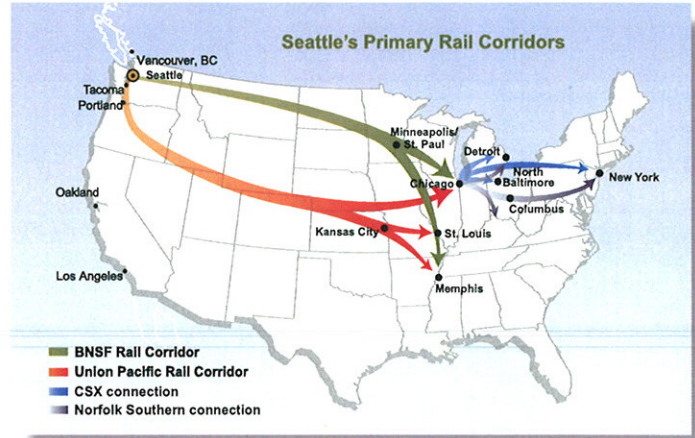 Seattle's Primary Rail Corridors
Vancouver, BC
Seattle
Tacoma
Portland
Minneapolis/
St. Paul
Detroit
North
Baltimore
New York
Chicago
Columbus
Oakland
Kansas City
St. Louis
Los Angeles
Memphis
BNSF Rail Corridor
Union Pacific Rail Corridor
CSX connection
Norfolk Southern connection